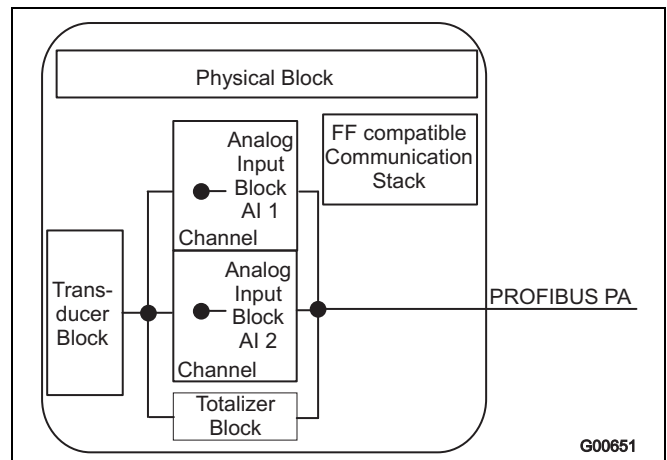 Physical Block
Analog
Input
Block
AI 1
Channel
FF compatible
Communication
Stack
Trans-
ducer
Block
Analog
Input
Block
AI 2
Channel
PROFIBUS PA
Totalizer
Block
G00651